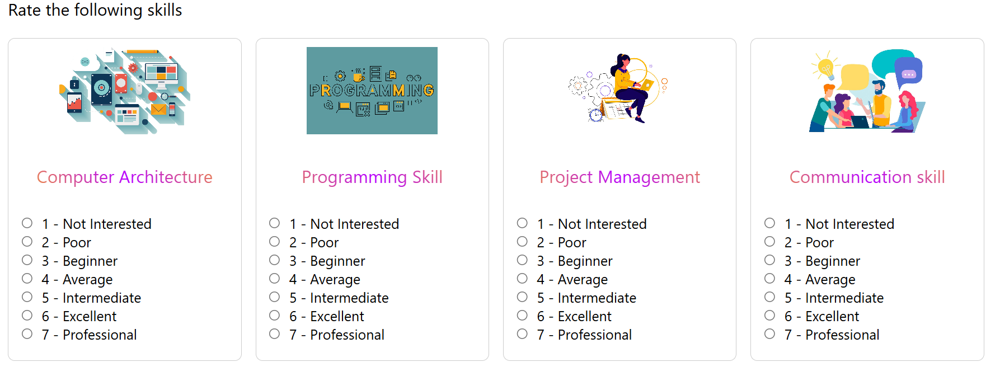 Rate the following skills
PROGRAMMING
Computer Architecture
1 - Not Interested
2 - Poor
3 - Beginner
4 - Average
5 - Intermediate
6 - Excellent
7 - Professional
Programming Skill
1 - Not Interested
2 - Poor
3 - Beginner
4 - Average
5 - Intermediate
6 - Excellent
7 - Professional
Project Management
1 - Not Interested
2 - Poor
3 - Beginner
4 - Average
5 - Intermediate
6 - Excellent
7 - Professional
Communication skill
1 - Not Interested
2 - Poor
3 - Beginner
4 - Average
5 - Intermediate
6 - Excellent
7 - Professional